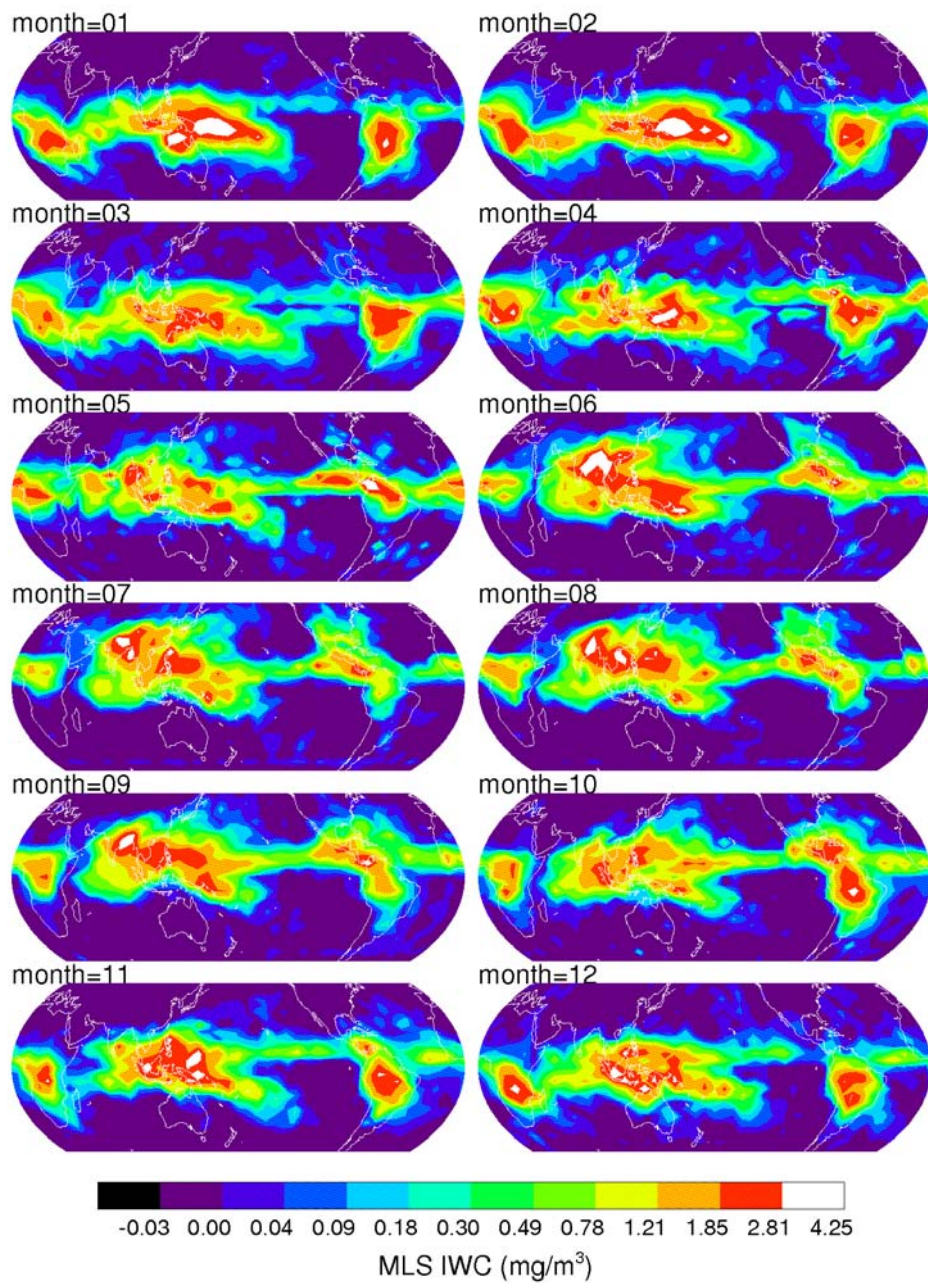 month=01 month=02
month=03 month=04
month=05 month=06
month=07 month=08
month=09 month=10
month=11 month=12
-0.03 0.00 0.04 0.09 0.18 0.30 0.49 0.78 1.21 1.85 2.81 4.25
MLS IWC (mg/m³)